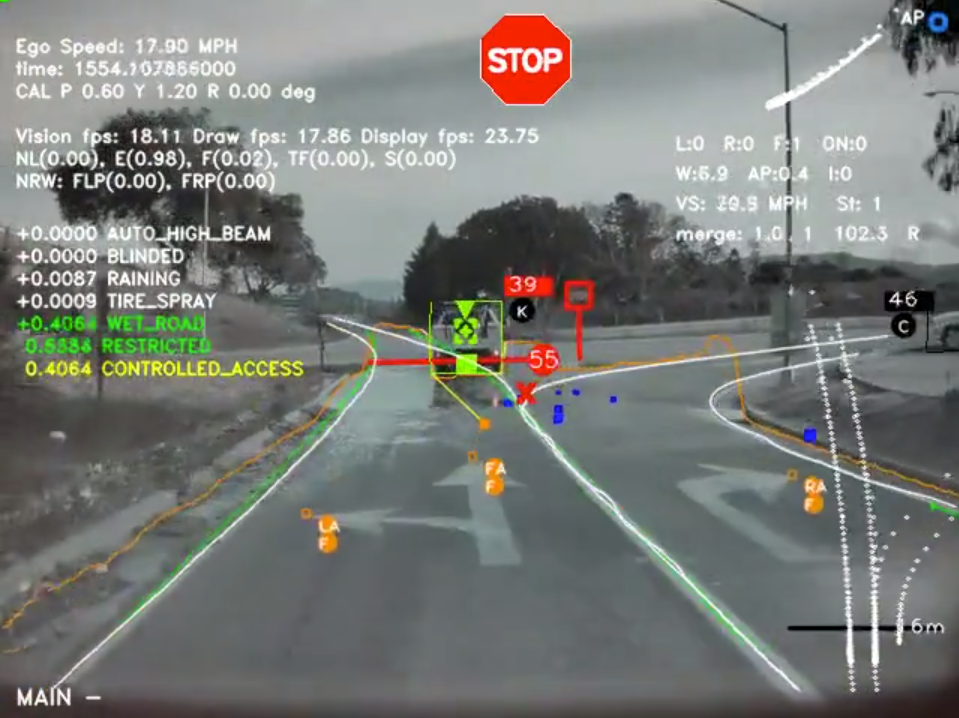 AP
STOP
Ego Speed: 17.90 MPH
time: 1554.107886000
CAL P 0.60 Y 1.20 R 0.00 deg
Vision fps: 18.11 Draw fps: 17.86 Display fps: 23.75
NL(0.00), E(0.98), F(0.02), TF(0.00), S(0.00)
NRW: FLP(0.00), FRP(0.00)
L:0 R:0 F:1 ON:0
W:6.9 AP:0.4 I:0
VS: MPH St: 1
merge: 1.0 1 102.3 R
+0.0000 AUTO_HIGH_BEAM
+0.0000 BLINDED
+0.0087 RAINING
+0.0009 TIRE_SPRAY
+0.4064 WET_ROAD
RESTRICTED
0.4064 CONTROLLED_ACCESS
39
K
46
C
55
FA
F
RA
F
LA
F
6m
MAIN -